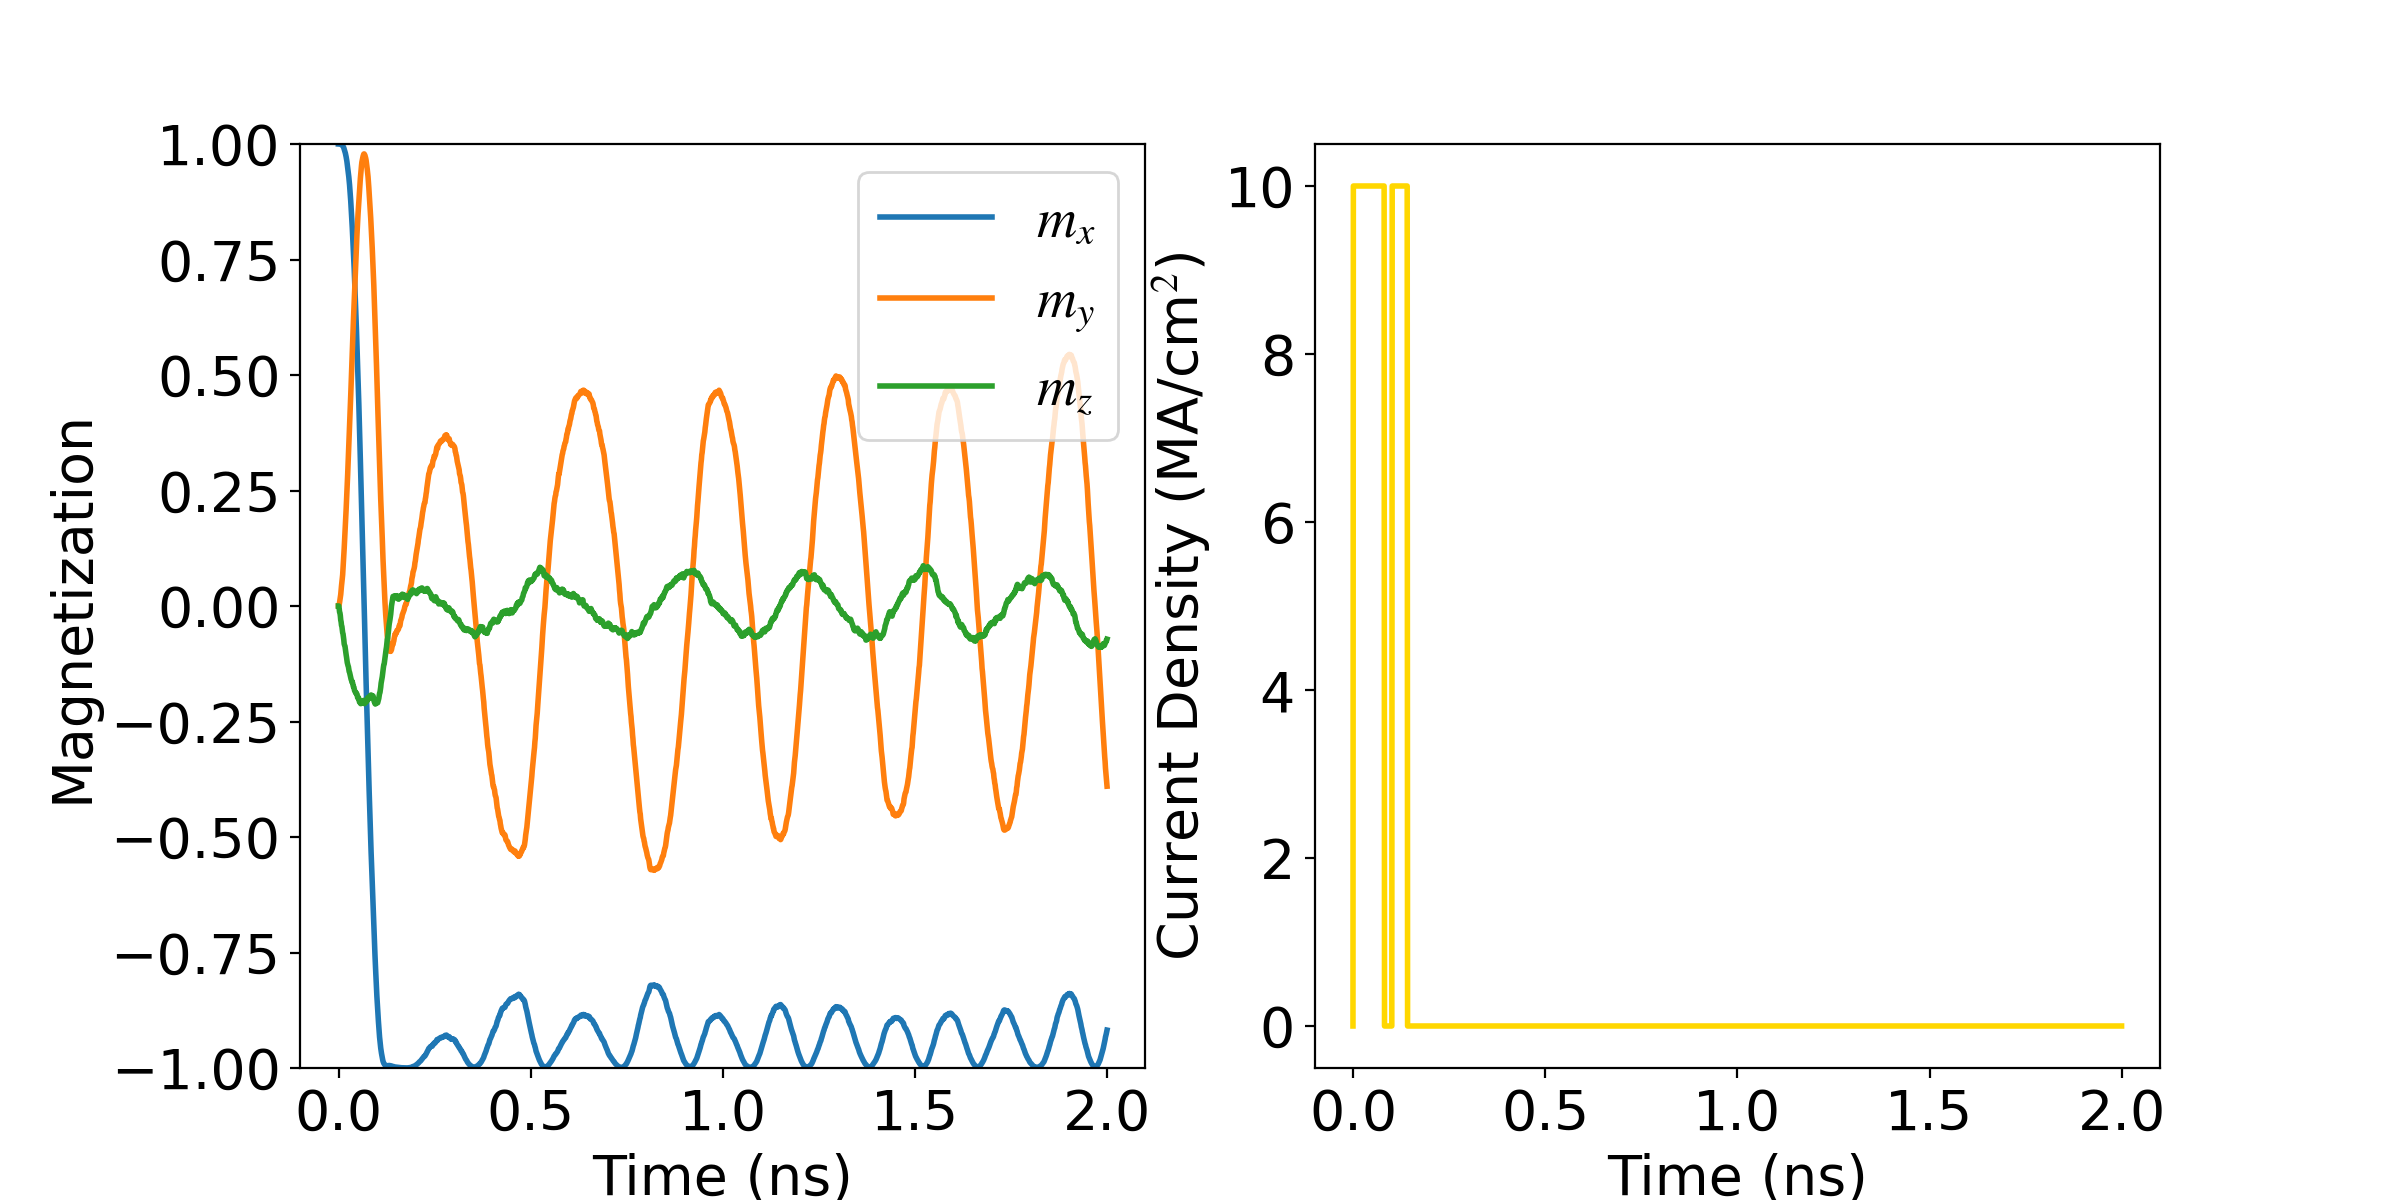 1.00
0.75
0.50
0.25
0.00
−0.25
−0.50
−0.75
−1.00
Magnetization
0.0 0.5 1.0 1.5 2.0
Time (ns)
m_x
m_y
m_z
10
8
6
4
2
0
Current Density (MA/cm²)
0.0 0.5 1.0 1.5 2.0
Time (ns)